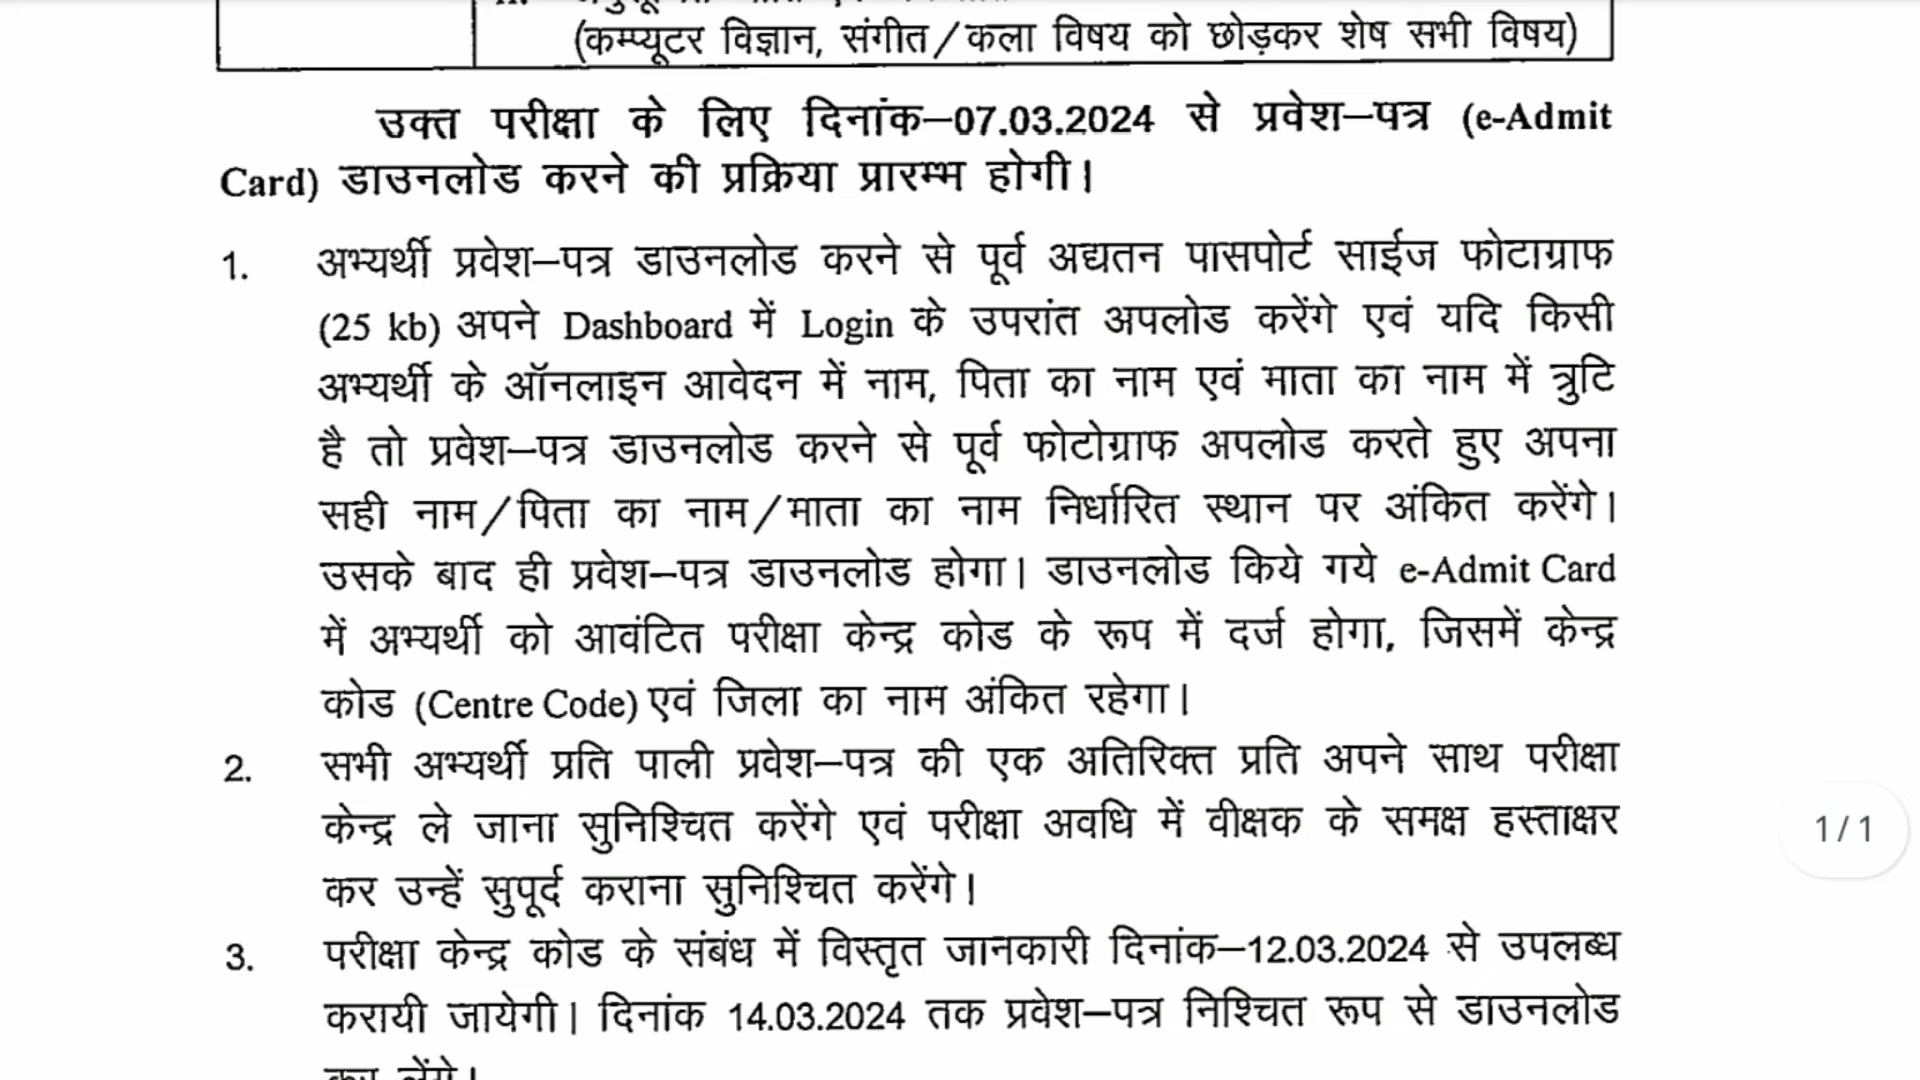 (कम्प्यूटर विज्ञान, संगीत/कला विषय को छोड़कर शेष सभी विषय)
उक्त परीक्षा के लिए दिनांक–07.03.2024 से प्रवेश–पत्र (e-Admit
Card) डाउनलोड करने की प्रक्रिया प्रारम्भ होगी।
1. अभ्यर्थी प्रवेश–पत्र डाउनलोड करने से पूर्व अद्यतन पासपोर्ट साईज फोटाग्राफ
(25 kb) अपने Dashboard में Login के उपरांत अपलोड करेंगे एवं यदि किसी
अभ्यर्थी के ऑनलाइन आवेदन में नाम, पिता का नाम एवं माता का नाम में त्रुटि
है तो प्रवेश–पत्र डाउनलोड करने से पूर्व फोटोग्राफ अपलोड करते हुए अपना
सही नाम/पिता का नाम/माता का नाम निर्धारित स्थान पर अंकित करेंगे।
उसके बाद ही प्रवेश–पत्र डाउनलोड होगा। डाउनलोड किये गये e-Admit Card
में अभ्यर्थी को आवंटित परीक्षा केन्द्र कोड के रूप में दर्ज होगा, जिसमें केन्द्र
कोड (Centre Code) एवं जिला का नाम अंकित रहेगा।
2. सभी अभ्यर्थी प्रति पाली प्रवेश–पत्र की एक अतिरिक्त प्रति अपने साथ परीक्षा
केन्द्र ले जाना सुनिश्चित करेंगे एवं परीक्षा अवधि में वीक्षक के समक्ष हस्ताक्षर
1/1
कर उन्हें सुपूर्द कराना सुनिश्चित करेंगे।
3. परीक्षा केन्द्र कोड के संबंध में विस्तृत जानकारी दिनांक–12.03.2024 से उपलब्ध
करायी जायेगी। दिनांक 14.03.2024 तक प्रवेश–पत्र निश्चित रूप से डाउनलोड
कर लेंगे।